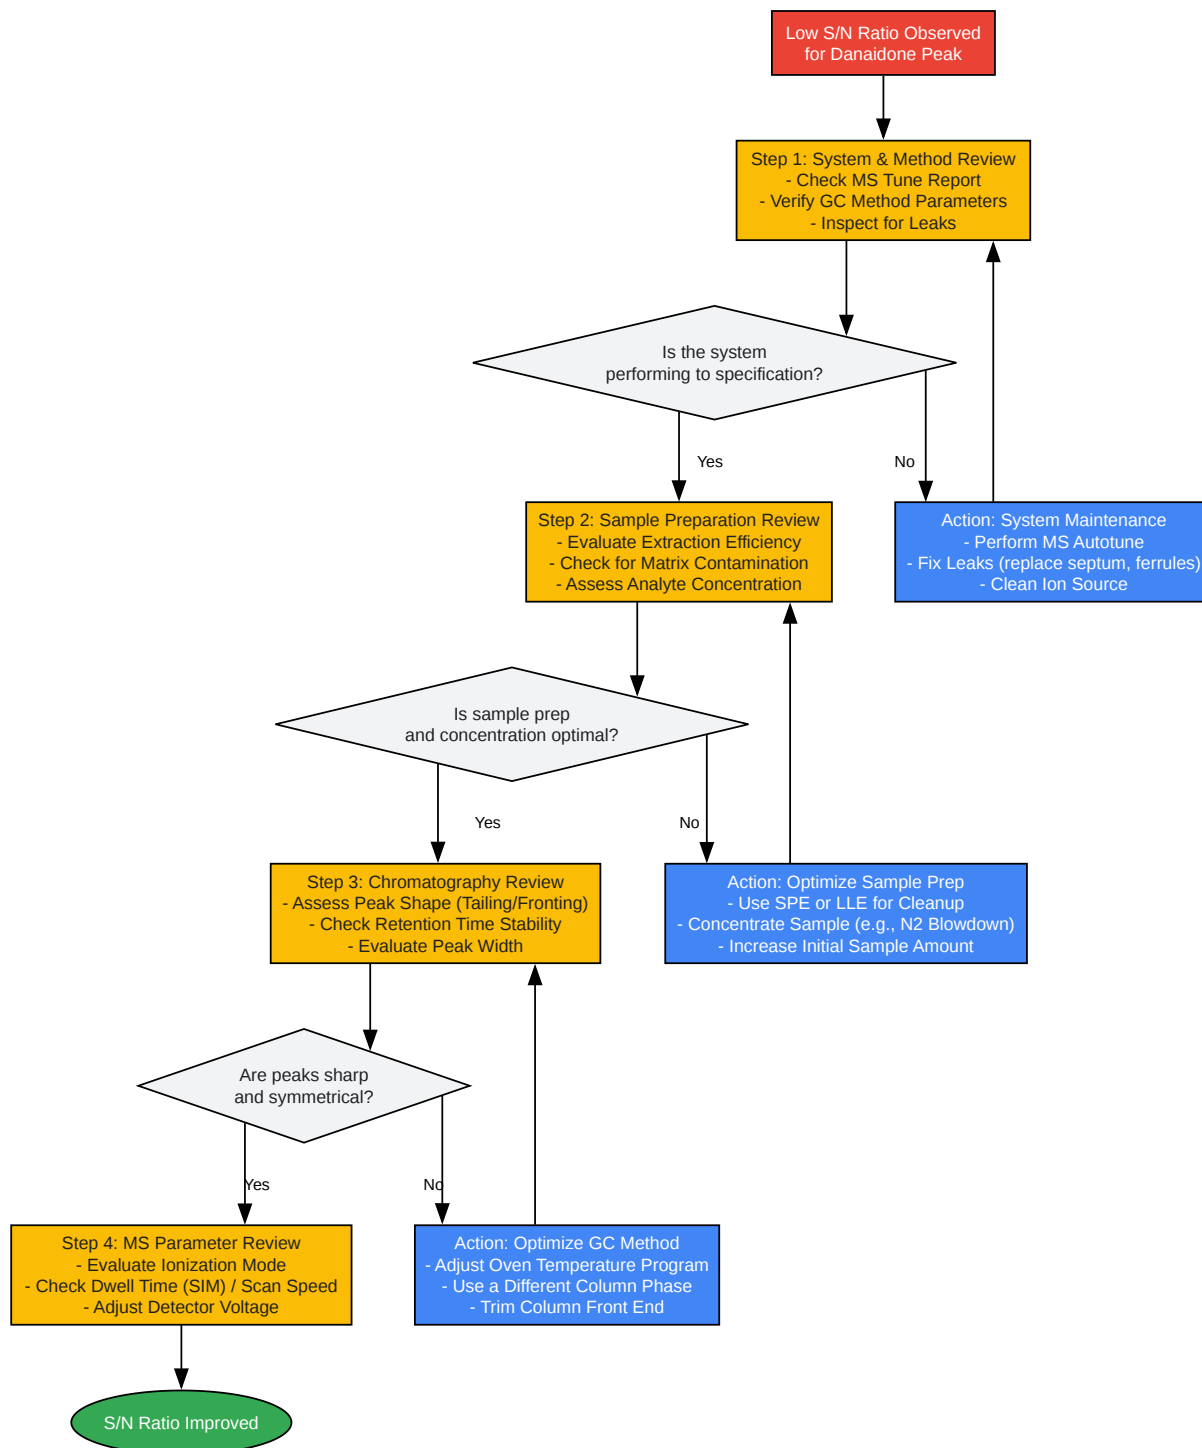 Low S/N Ratio Observed
for Danaidone Peak
Step 1: System & Method Review
- Check MS Tune Report
- Verify GC Method Parameters
- Inspect for Leaks
Is the system
performing to specification?
Yes
No
Step 2: Sample Preparation Review
- Evaluate Extraction Efficiency
- Check for Matrix Contamination
- Assess Analyte Concentration
Action: System Maintenance
- Perform MS Autotune
- Fix Leaks (replace septum, ferrules)
- Clean Ion Source
Is sample prep
and concentration optimal?
Yes
No
Step 3: Chromatography Review
- Assess Peak Shape (Tailing/Fronting)
- Check Retention Time Stability
- Evaluate Peak Width
Action: Optimize Sample Prep
- Use SPE or LLE for Cleanup
- Concentrate Sample (e.g., N2 Blowdown)
- Increase Initial Sample Amount
Are peaks sharp
and symmetrical?
Yes
No
Step 4: MS Parameter Review
- Evaluate Ionization Mode
- Check Dwell Time (SIM) / Scan Speed
- Adjust Detector Voltage
Action: Optimize GC Method
- Adjust Oven Temperature Program
- Use a Different Column Phase
- Trim Column Front End
S/N Ratio Improved